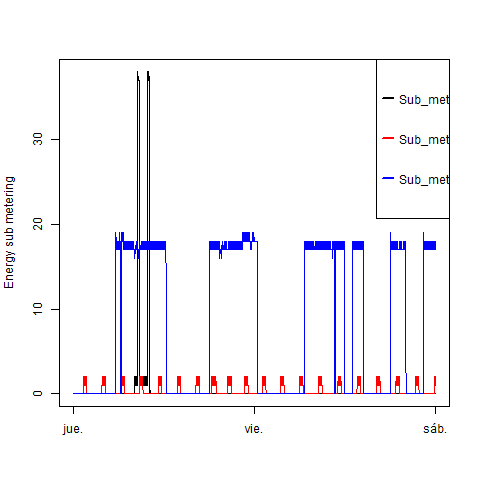 Energy sub metering
30
20
10
0
Sub_met
Sub_met
Sub_met
jue.
vie.
sáb.